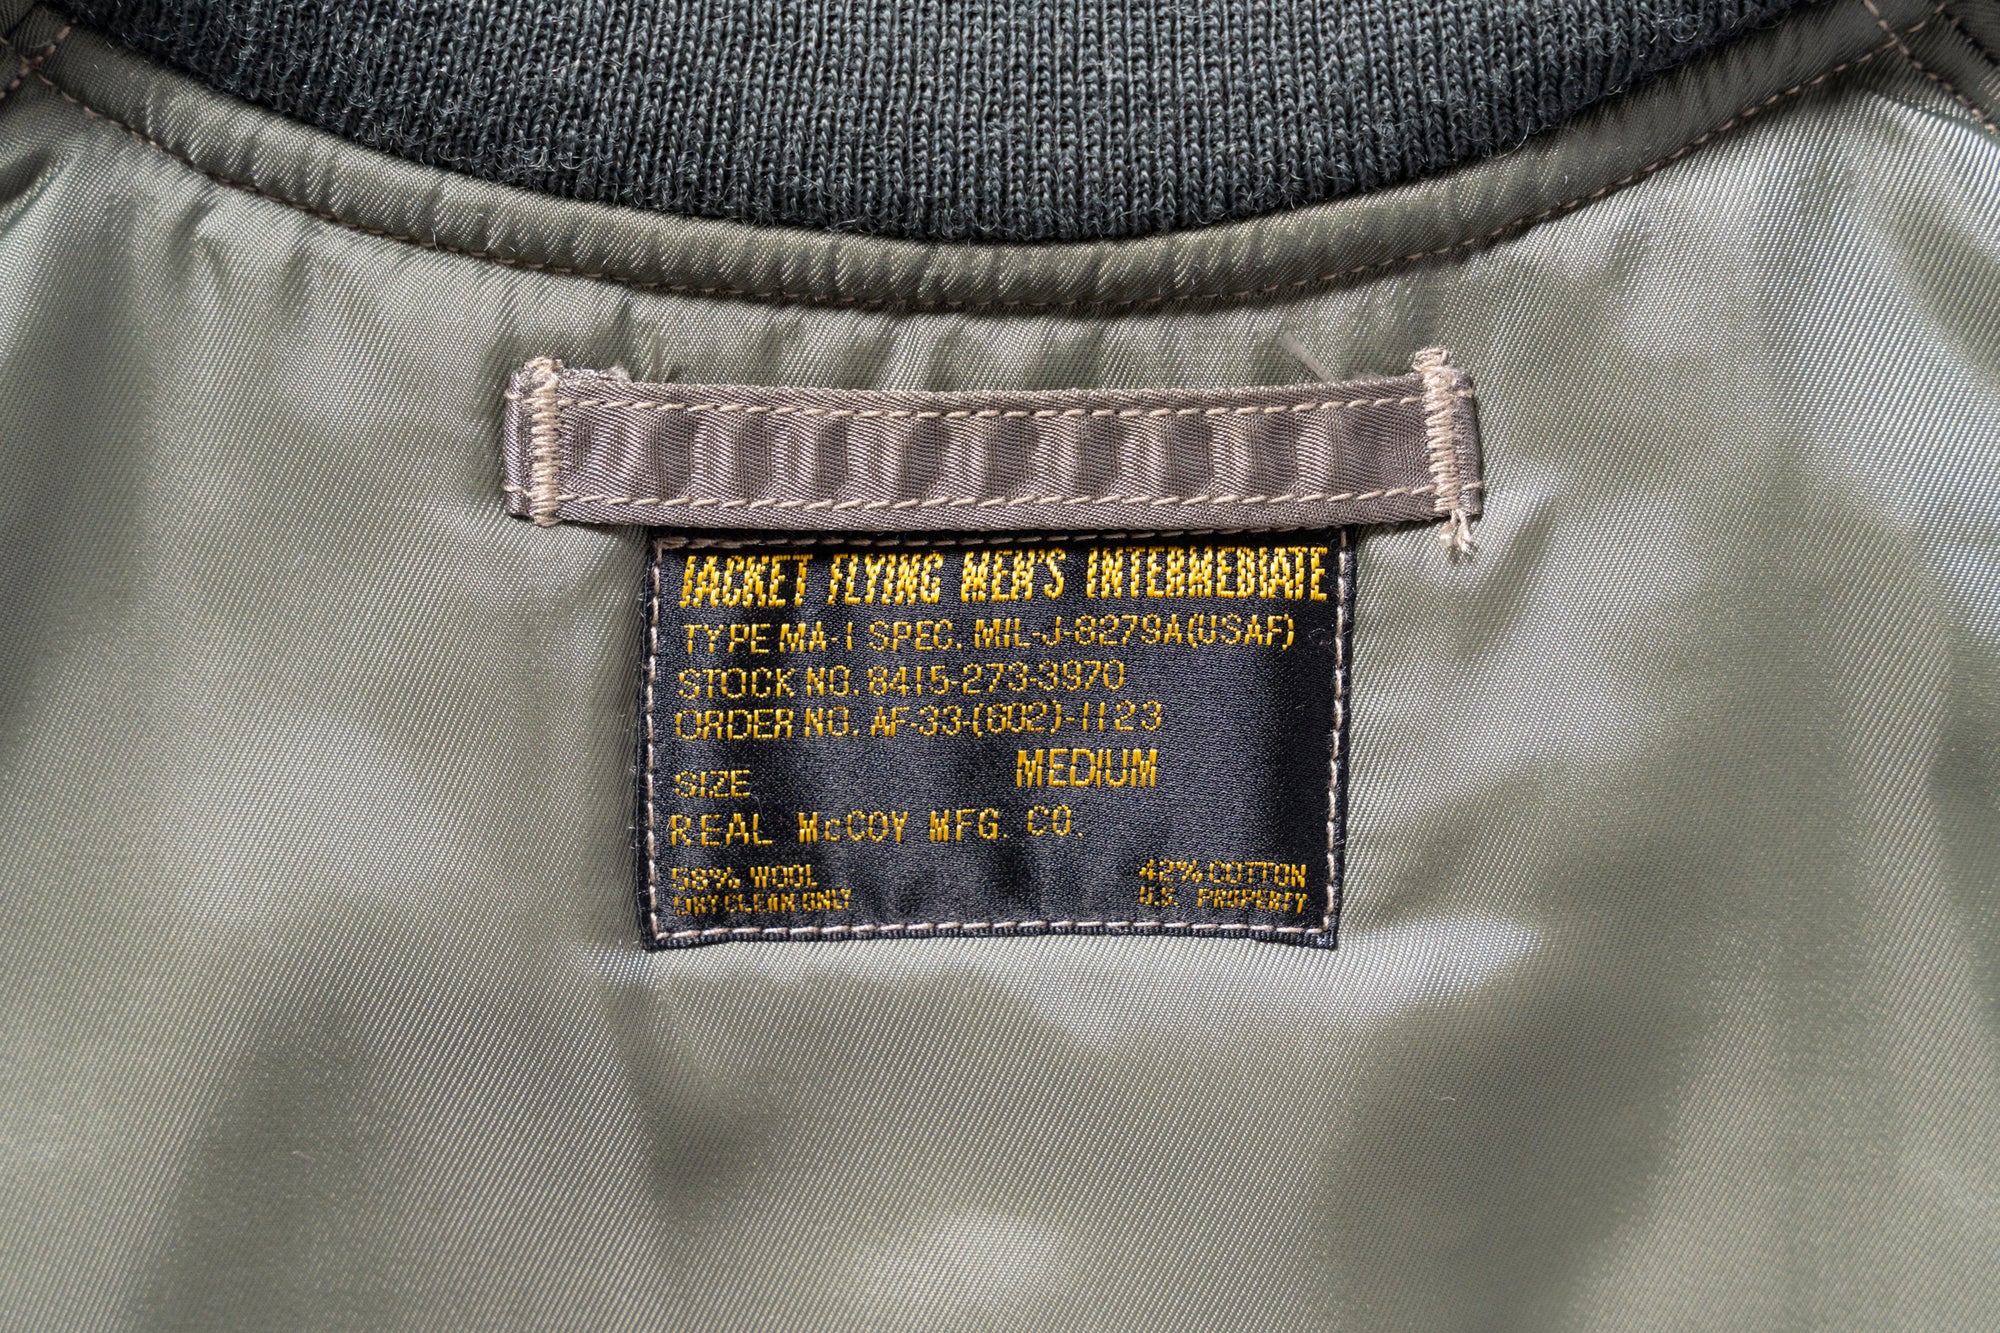 JACKET FLYING MEN'S INTERMEDIATE
TYPE MA-1 SPEC. MIL-J-8279A(USAF)
STOCK NO. 8415-273-3970
ORDER NO. AF-33-(602)-1123
SIZE MEDIUM
REAL McCOY MFG. CO.
58% WOOL 42% COTTON
DRY CLEAN ONLY U.S. PROPERTY